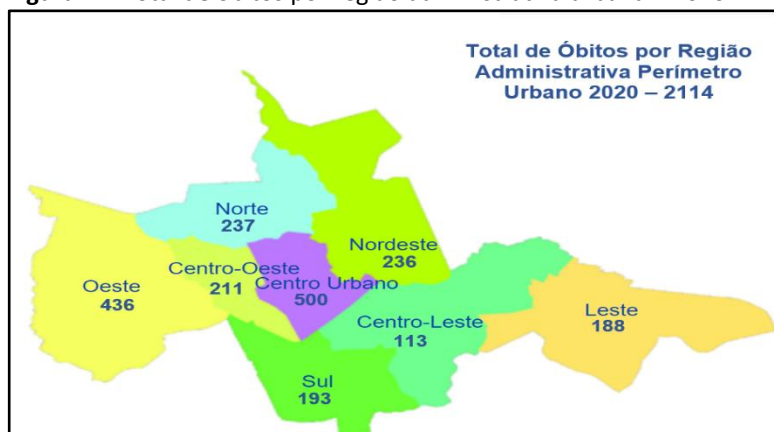 Total de Óbitos por Região
Administrativa Perímetro
Urbano 2020 – 2114
Norte
237
Nordeste
236
Oeste
436
Centro-Oeste
211
Centro Urbano
500
Centro-Leste
113
Leste
188
Sul
193